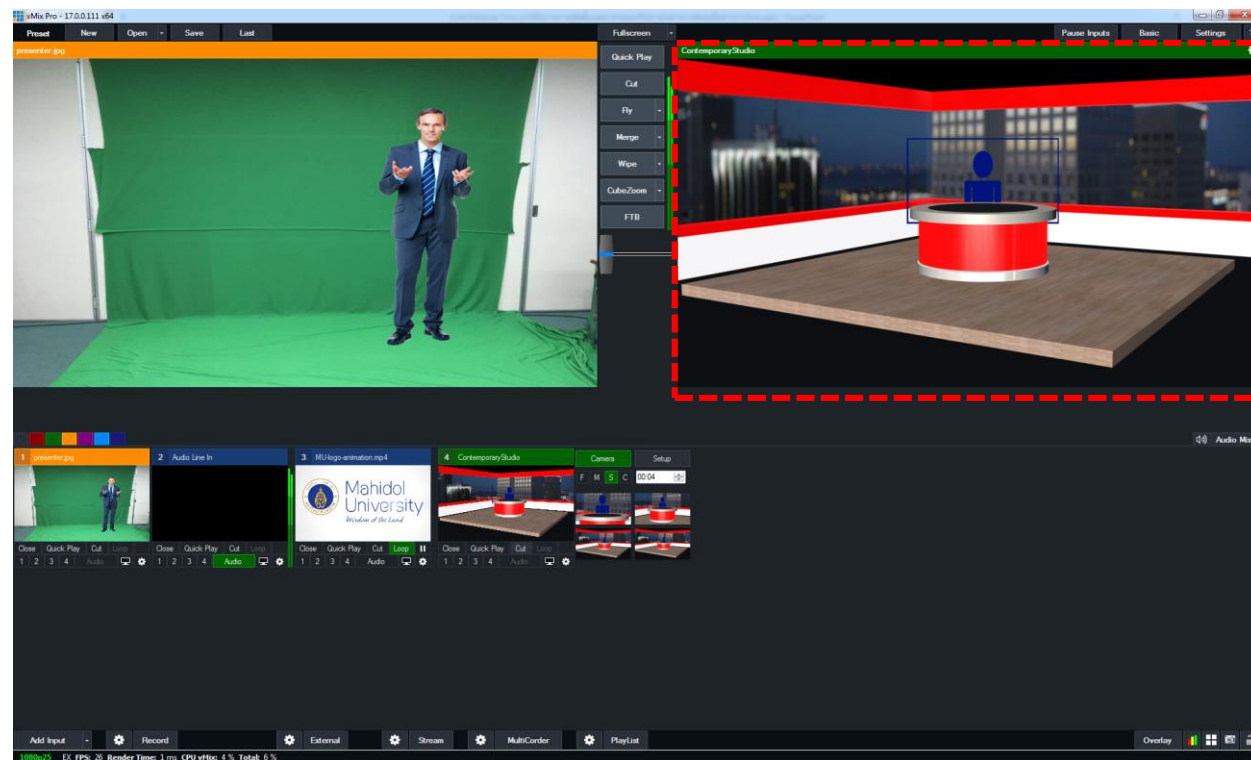 vMix Pro - 17.0.0.111 x64
Preset New Open Save Last Fullscreen Pause Inputs Basic Settings
presenter.jpg
ContemporaryStudio
Quick Play
Cut
Fly
Merge
Wipe
CubeZoom
FTB
Audio Mix
1 presenter.jpg
2 Audio Line In
3 MU-logo-animation.mp4
4 ContemporaryStudio
Camera Setup
F M S C 00:04
Mahidol
University
Wisdom of the Land
Close Quick Play Cut Loop Close Quick Play Cut Loop Close Quick Play Cut Loop Close Quick Play Cut Loop
1 2 3 4 Audio 1 2 3 4 Audio 1 2 3 4 Audio 1 2 3 4 Audio
Add Input Record External Stream MultiCorder PlayList Overlay
1080p25 EX FPS: 26 Render Time: 1 ms CPU vMix: 4 % Total: 6 %